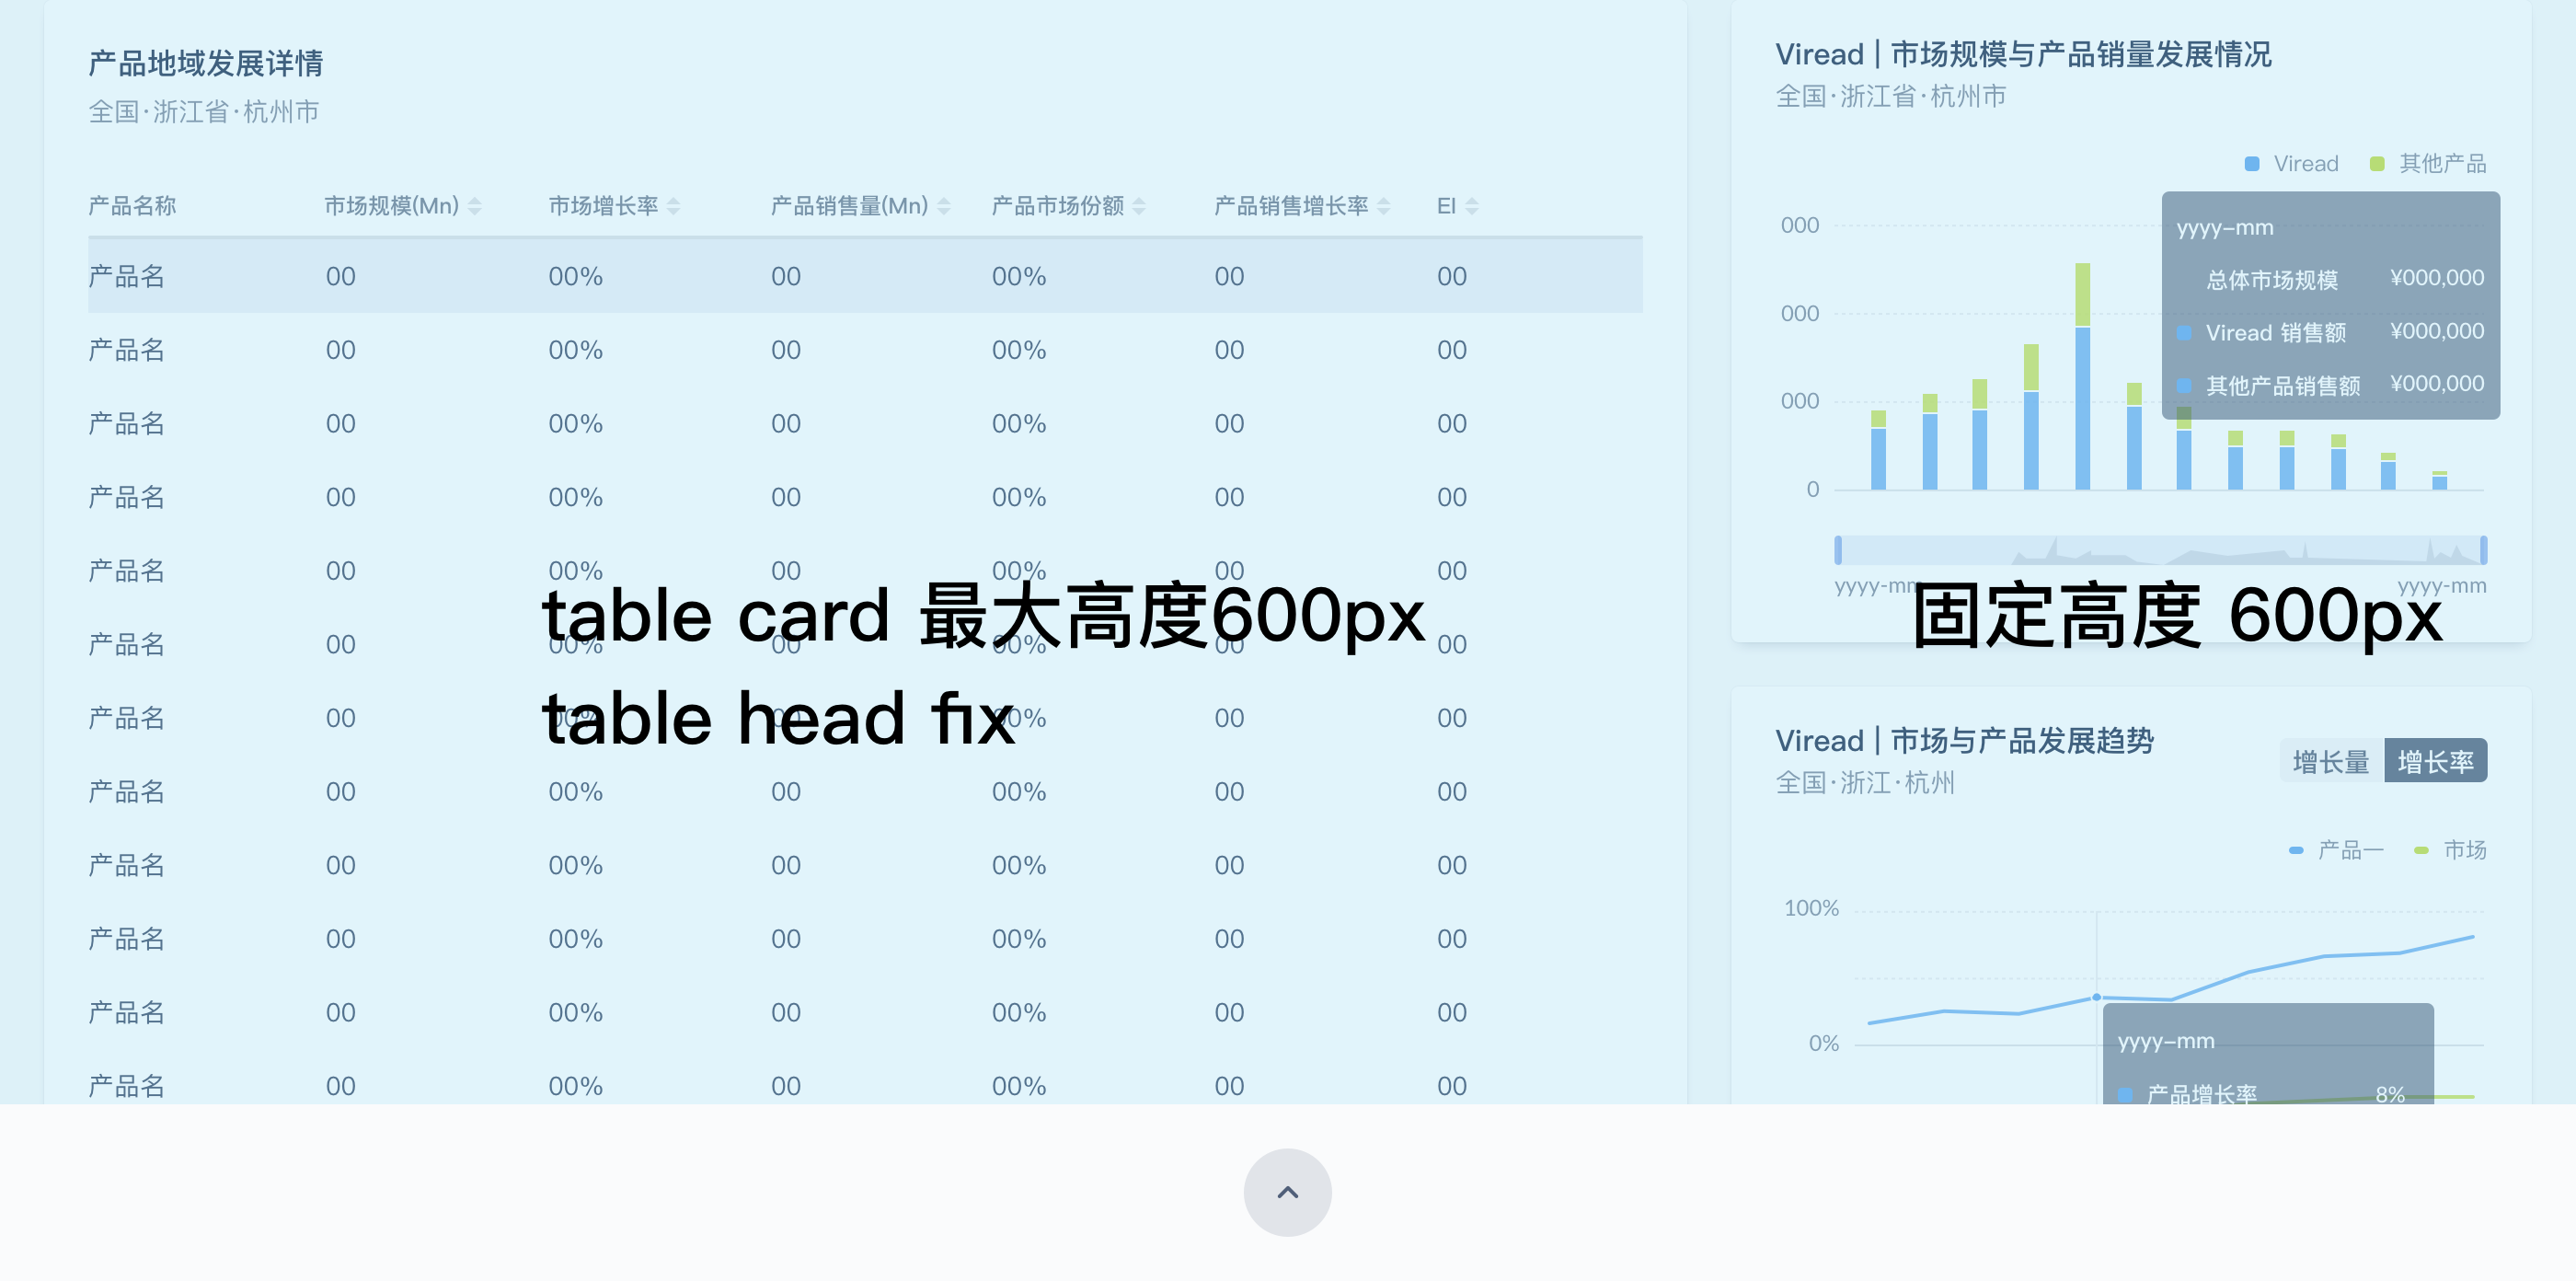 产品地域发展详情
全国·浙江省·杭州市
产品名称 市场规模(Mn) 市场增长率 产品销售量(Mn) 产品市场份额 产品销售增长率 EI
产品名 00 00% 00 00% 00 00
产品名 00 00% 00 00% 00 00
产品名 00 00% 00 00% 00 00
产品名 00 00% 00 00% 00 00
产品名 00 00% 00 00% 00 00
产品名 00 00% 00 00% 00 00
产品名 00 00% 00 00% 00 00
产品名 00 00% 00 00% 00 00
产品名 00 00% 00 00% 00 00
产品名 00 00% 00 00% 00 00
产品名 00 00% 00 00% 00 00
产品名 00 00% 00 00% 00 00
table card 最大高度600px
table head fix
Viread | 市场规模与产品销量发展情况
全国·浙江省·杭州市
Viread 其他产品
000
000
000
0
yyyy-mm
总体市场规模 ¥000,000
Viread 销售额 ¥000,000
其他产品销售额 ¥000,000
yyyy-mm yyyy-mm
固定高度 600px
Viread | 市场与产品发展趋势
增长量 增长率
全国·浙江·杭州
产品一 市场
100%
0%
yyyy-mm
产品增长率 8%